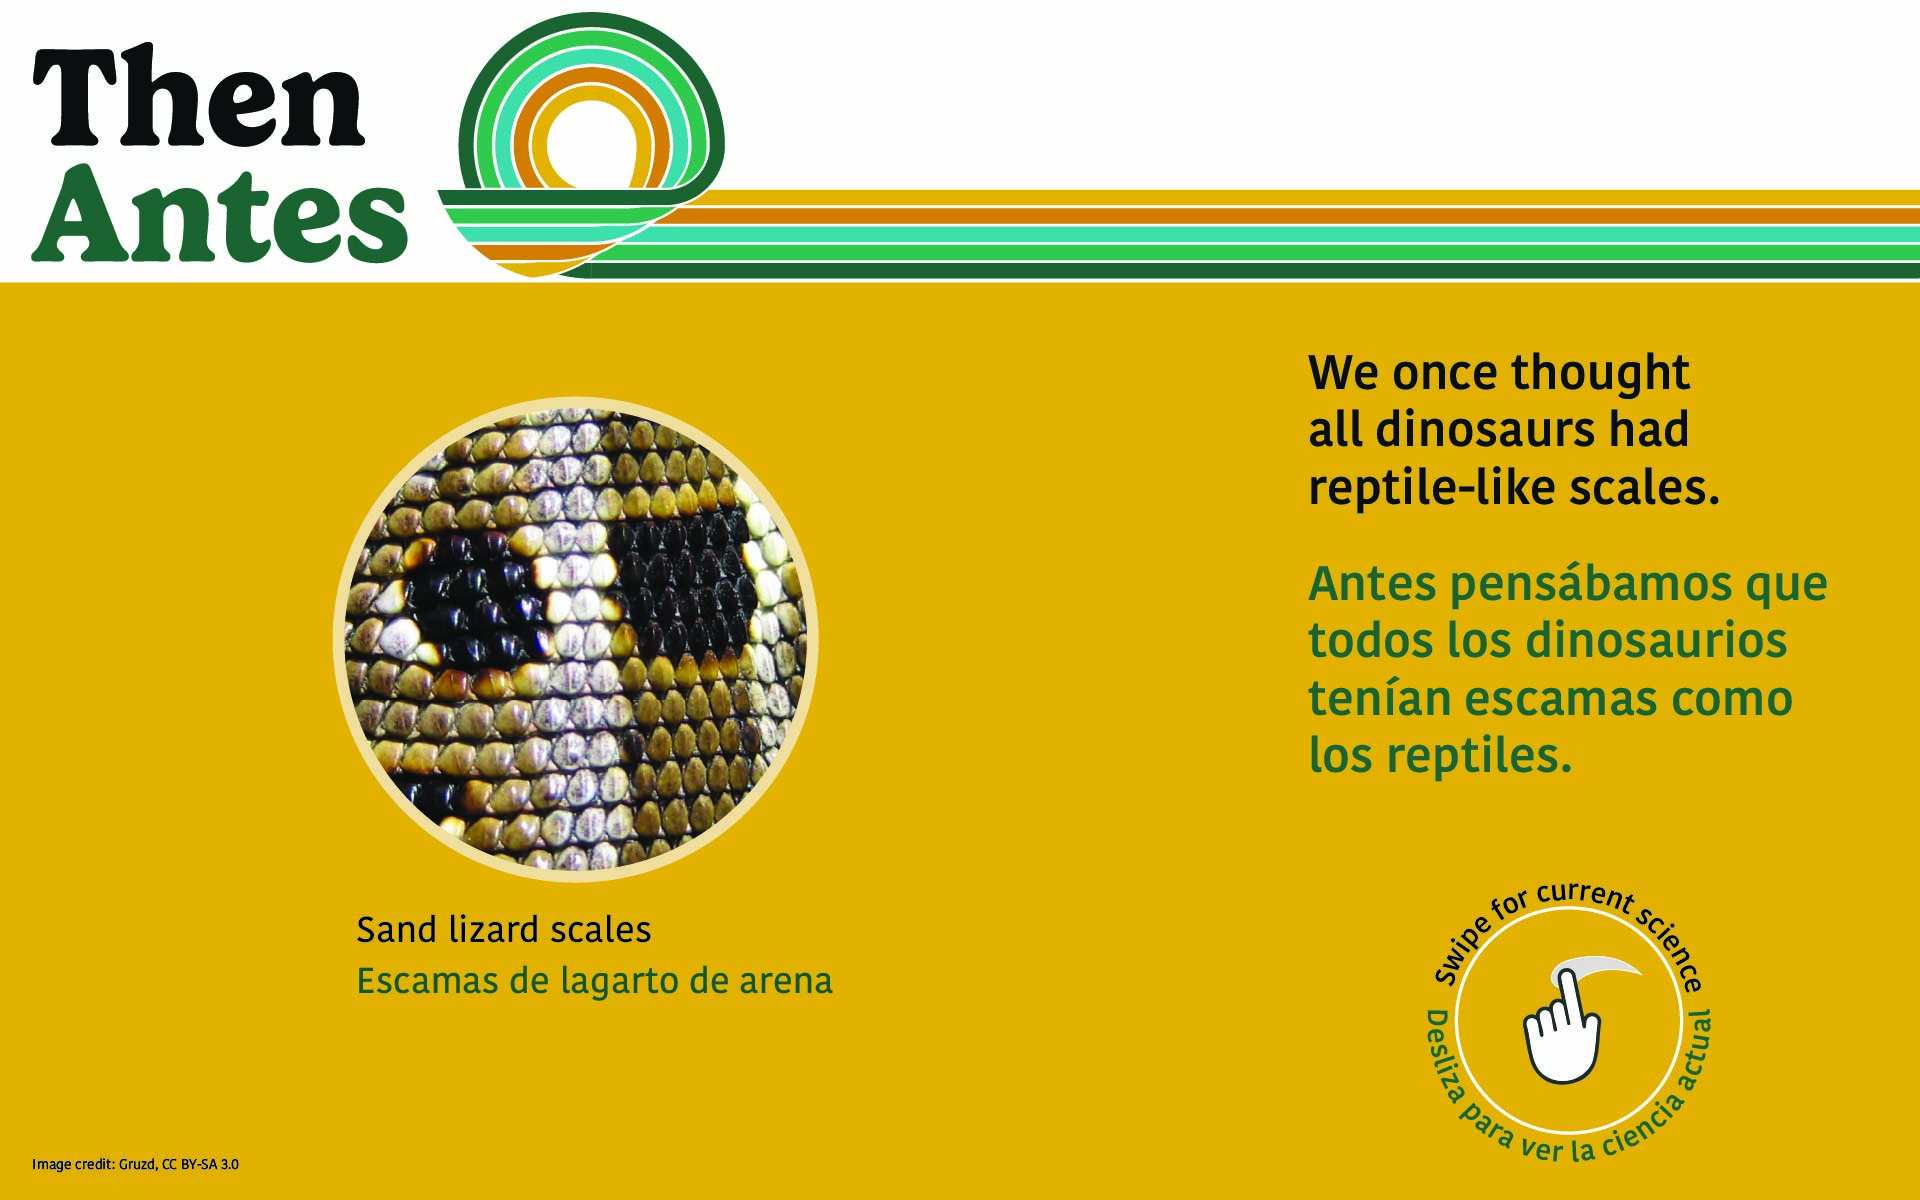 Then
Antes
We once thought
all dinosaurs had
reptile-like scales.
Antes pensábamos que
todos los dinosaurios
tenían escamas como
los reptiles.
Sand lizard scales
Escamas de lagarto de arena
Swipe for current science
Desliza para ver la ciencia actual
Image credit: Gruzd, CC BY-SA 3.0